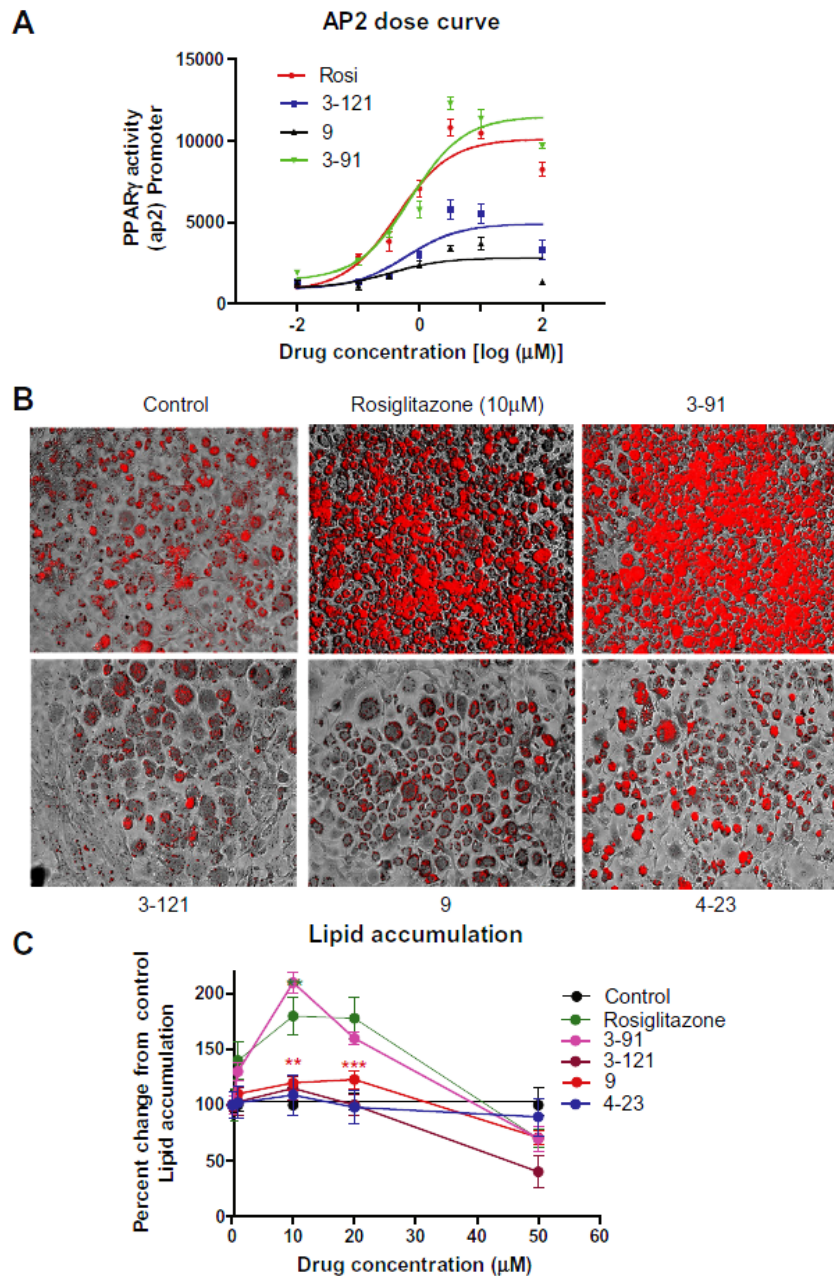 A
AP2 dose curve
PPARγ activity
(ap2) Promoter
15000
10000
5000
0
Rosi
3-121
9
3-91
-2
0
2
Drug concentration [log (μM)]
B
Control
Rosiglitazone (10μM)
3-91
3-121
9
4-23
C
Lipid accumulation
Percent change from control
Lipid accumulation
200
150
100
50
0
**
**
***
Control
Rosiglitazone
3-91
3-121
9
4-23
0
10
20
30
40
50
60
Drug concentration (μM)